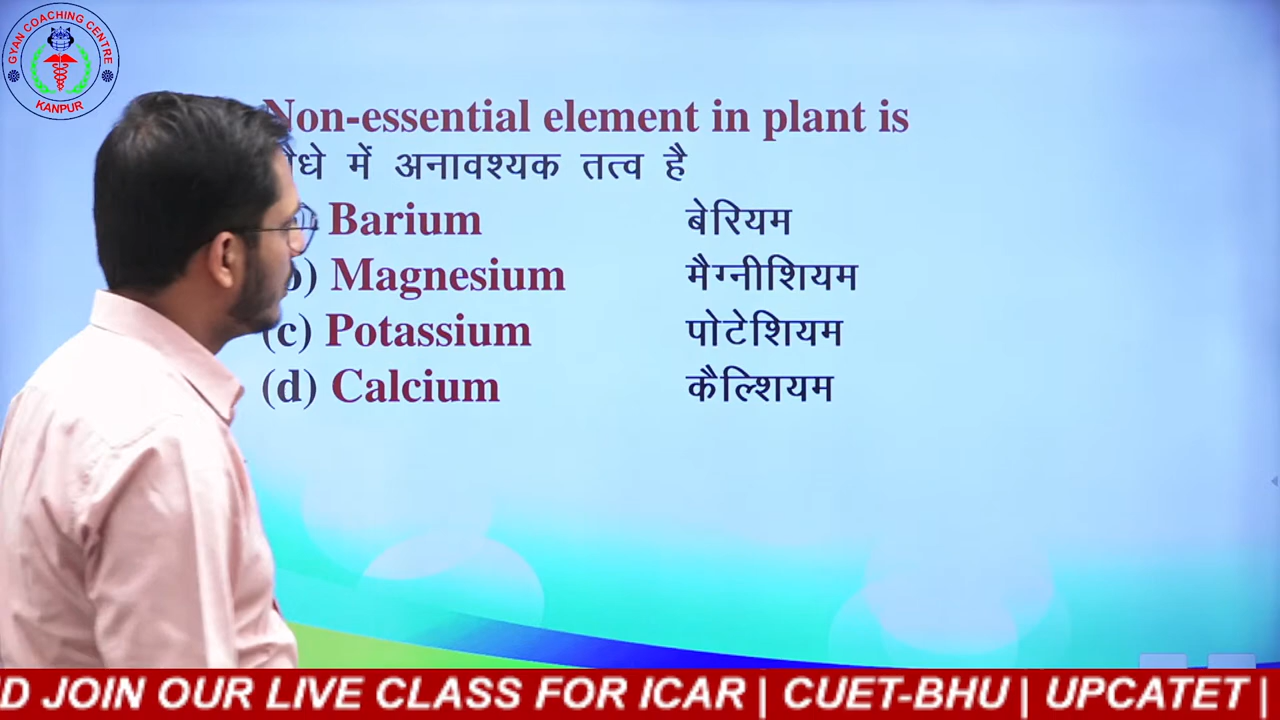 GYAN COACHING CENTRE
KANPUR
Non-essential element in plant is
में अनावश्यक तत्व है
Barium बेरियम
Magnesium मैग्नीशियम
(c) Potassium पोटेशियम
(d) Calcium कैल्शियम
JOIN OUR LIVE CLASS FOR ICAR | CUET-BHU | UPCATET |